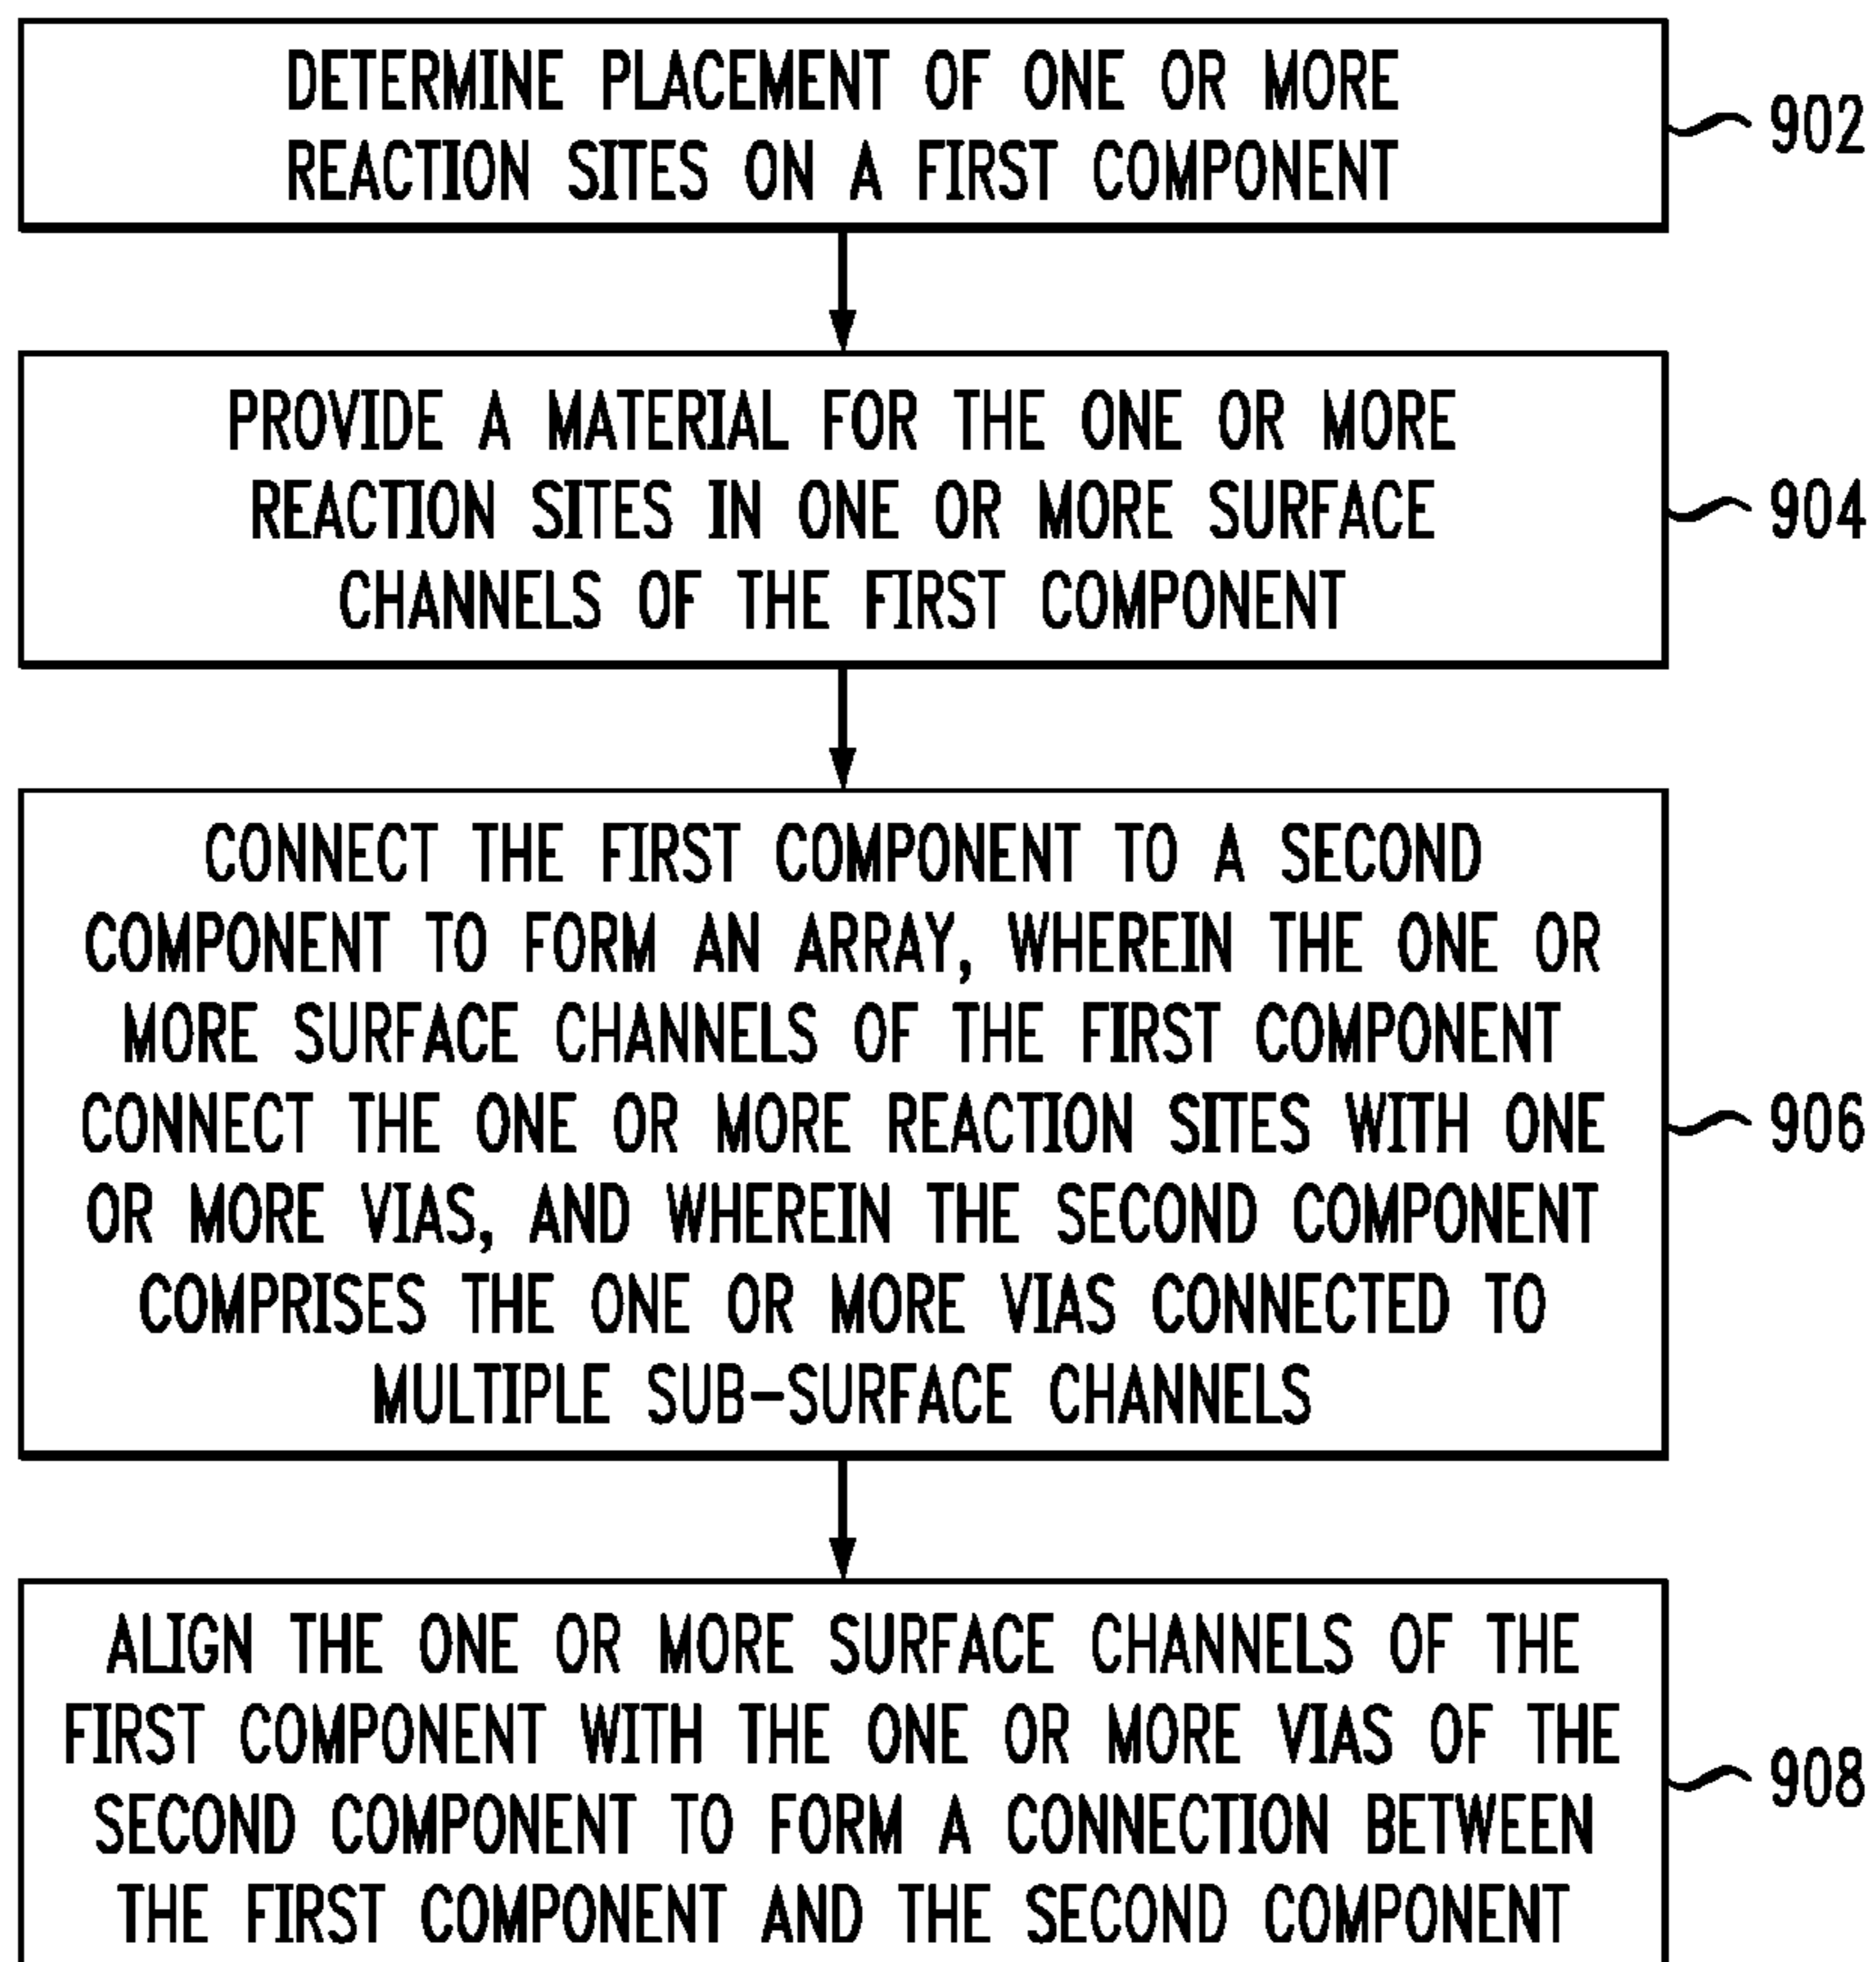 DETERMINE PLACEMENT OF ONE OR MORE
REACTION SITES ON A FIRST COMPONENT
902
PROVIDE A MATERIAL FOR THE ONE OR MORE
REACTION SITES IN ONE OR MORE SURFACE
CHANNELS OF THE FIRST COMPONENT
904
CONNECT THE FIRST COMPONENT TO A SECOND
COMPONENT TO FORM AN ARRAY, WHEREIN THE ONE OR
MORE SURFACE CHANNELS OF THE FIRST COMPONENT
CONNECT THE ONE OR MORE REACTION SITES WITH ONE
OR MORE VIAS, AND WHEREIN THE SECOND COMPONENT
COMPRISES THE ONE OR MORE VIAS CONNECTED TO
MULTIPLE SUB-SURFACE CHANNELS
906
ALIGN THE ONE OR MORE SURFACE CHANNELS OF THE
FIRST COMPONENT WITH THE ONE OR MORE VIAS OF THE
SECOND COMPONENT TO FORM A CONNECTION BETWEEN
THE FIRST COMPONENT AND THE SECOND COMPONENT
908